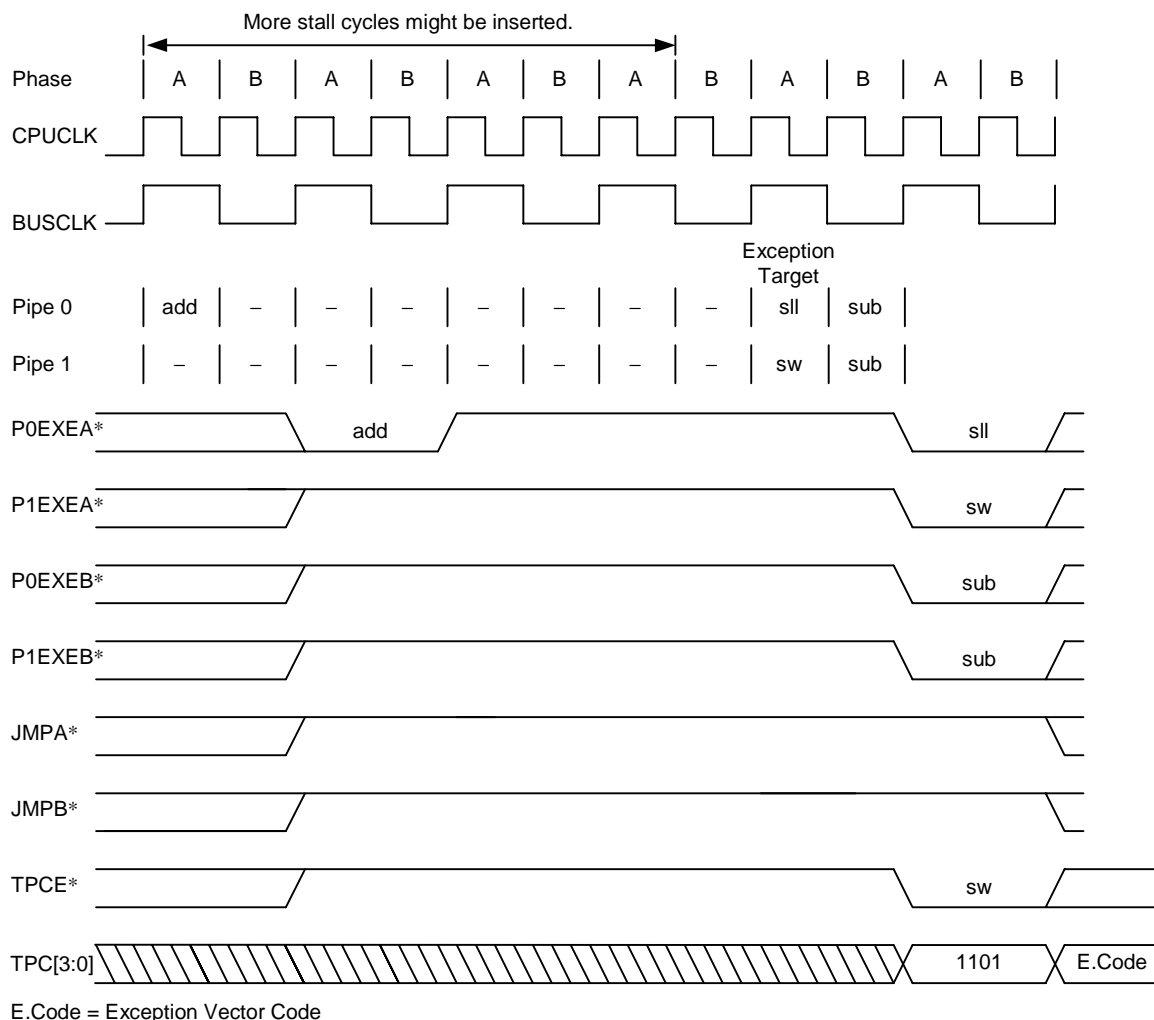 More stall cycles might be inserted.
Phase A B A B A B A B A B A B
CPUCLK
BUSCLK
Exception
Target
Pipe 0 add – – – – – – – sll sub
Pipe 1 – – – – – – – – sw sub
P0EXEA* add sll
P1EXEA* sw
P0EXEB* sub
P1EXEB* sub
JMPA*
JMPB*
TPCE* sw
TPC[3:0] 1101 E.Code
E.Code = Exception Vector Code